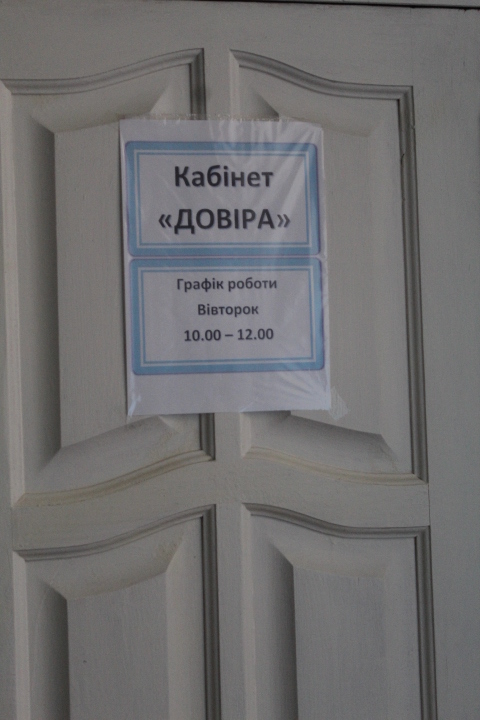 Кабінет
«ДОВІРА»
Графік роботи
Вівторок
10.00 – 12.00